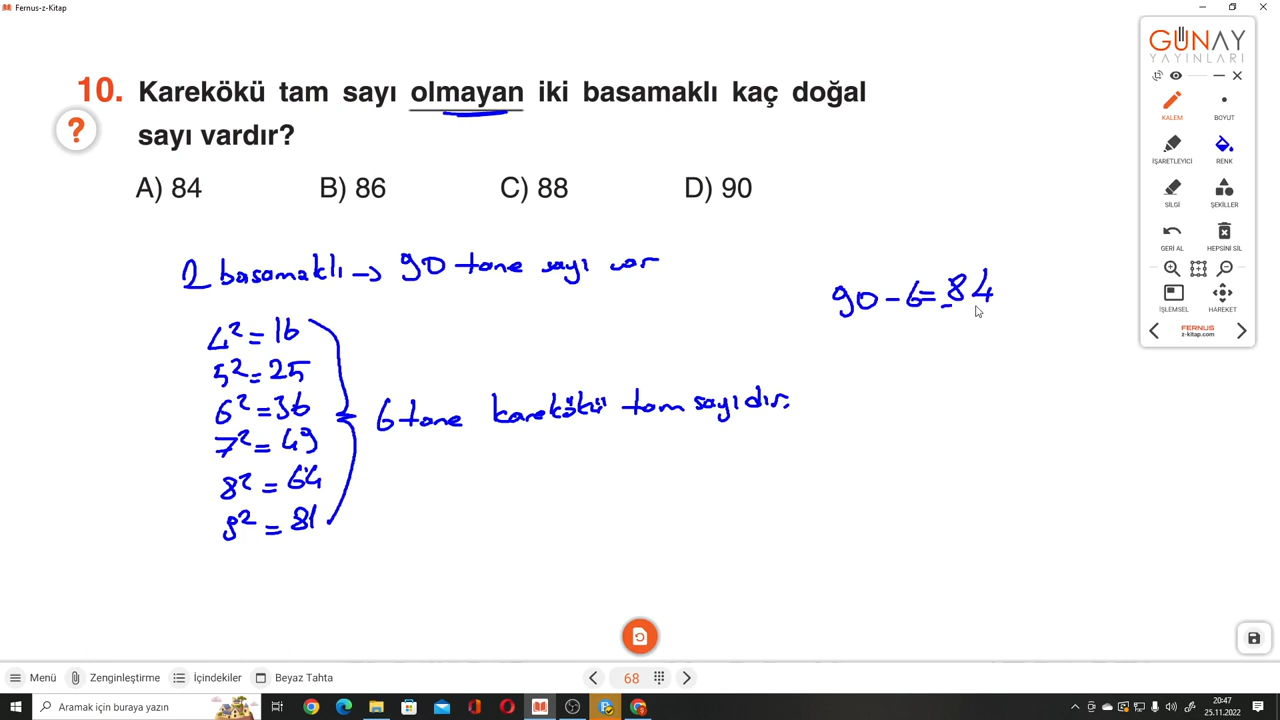 Fernus-z-Kitap
GÜNAY
YAYINLARI
10. Karekökü tam sayı olmayan iki basamaklı kaç doğal
? sayı vardır?
A) 84 B) 86 C) 88 D) 90
KALEM BOYUT
İŞARETLEYİCİ RENK
SİLGİ ŞEKİLLER
GERİ AL HEPSİNİ SİL
İŞLEMSEL HAREKET
FERNUS
z-kitap.com
2 basamaklı → 90 tane sayı var
90 - 6 = 84
4² = 16
5² = 25
6² = 36
7² = 49
8² = 64
9² = 81
6 tane karekökü tam sayıdır.
Menü Zenginleştirme İçindekiler Beyaz Tahta 68
Aramak için buraya yazın
20:47
25.11.2022